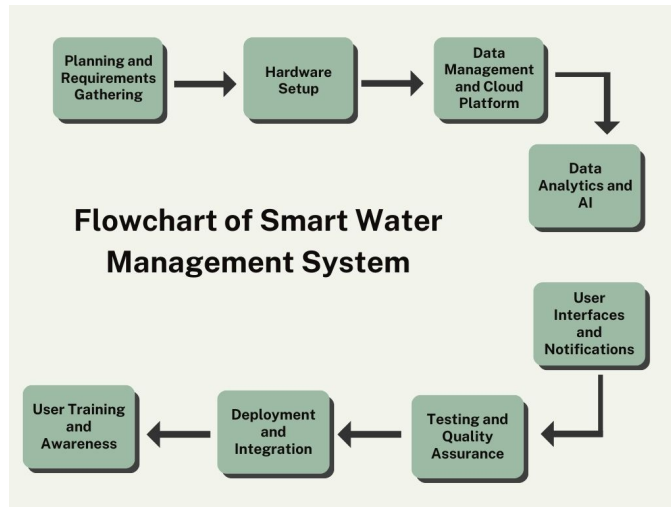 Planning and
Requirements
Gathering
Hardware
Setup
Data
Management
and Cloud
Platform
Data
Analytics and
AI
Flowchart of Smart Water
Management System
User
Interfaces
and
Notifications
Testing and
Quality
Assurance
Deployment
and
Integration
User Training
and
Awareness